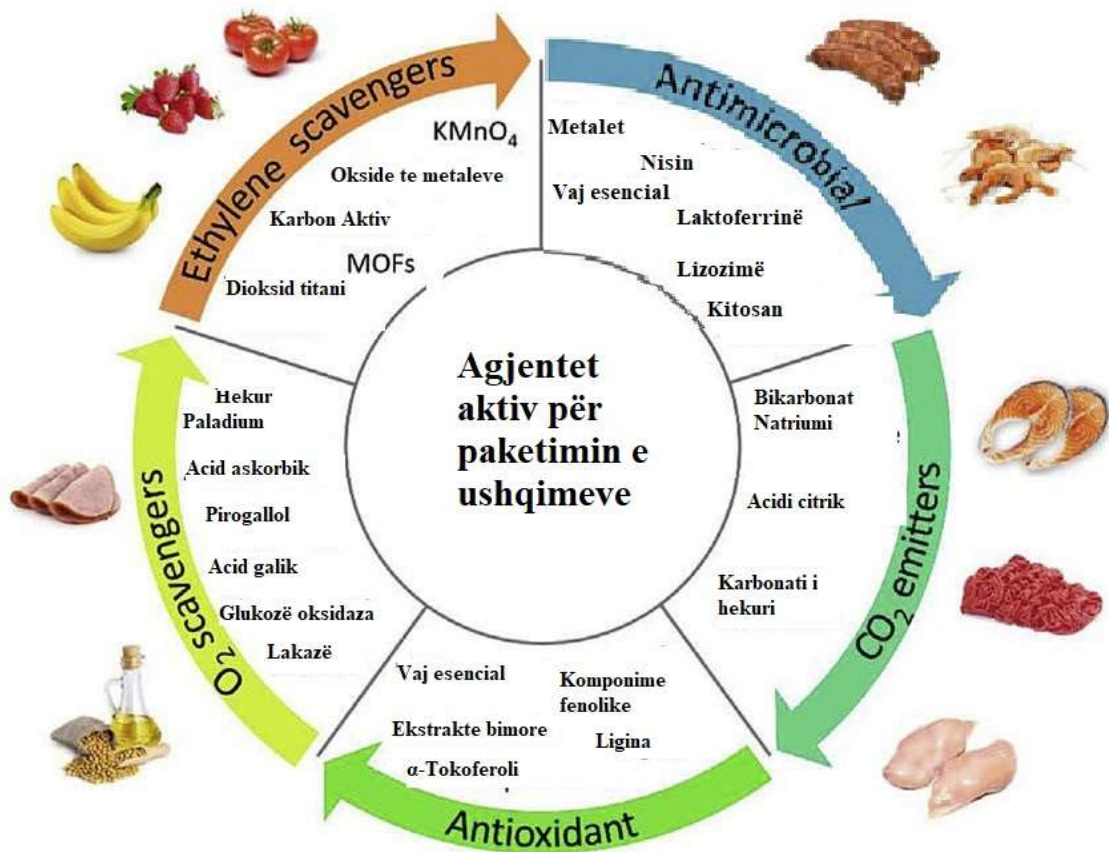 Ethylene scavengers
KMnO₄
Okside te metaleve
Karbon Aktiv
MOFs
Dioksid titani
Antimicrobial
Metalet
Nisin
Vaj esencial
Laktoferrinë
Lizozimë
Kitosan
CO₂ emitters
Bikarbonat
Natriumi
Acidi citrik
Karbonati i
hekuri
Antioxidant
Vaj esencial
Komponime
fenolike
Ekstrakte bimore
Ligina
α-Tokoferoli
O₂ scavengers
Hekur
Paladium
Acid askorbik
Pirogallol
Acid galik
Glukozë oksidaza
Lakazë
Agjentet
aktiv për
paketimin e
ushqimeve